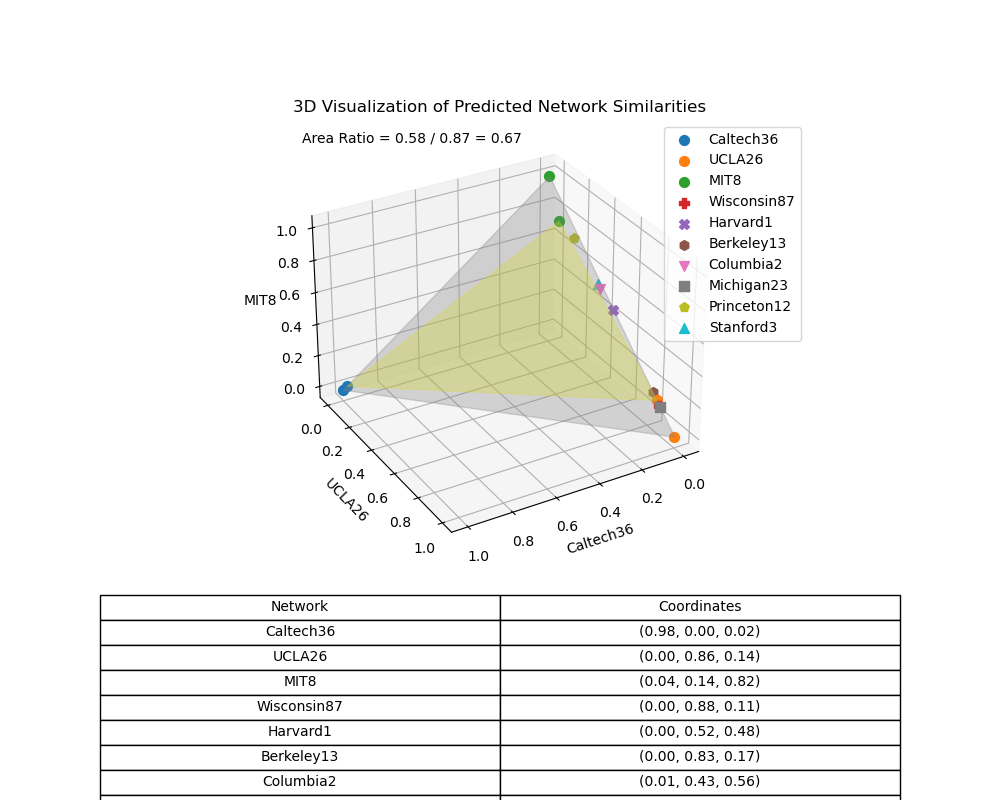 3D Visualization of Predicted Network Similarities
Area Ratio = 0.58 / 0.87 = 0.67
Caltech36
UCLA26
MIT8
Wisconsin87
Harvard1
Berkeley13
Columbia2
Michigan23
Princeton12
Stanford3
MIT8
1.0
0.8
0.6
0.4
0.2
0.0
UCLA26
0.0
0.2
0.4
0.6
0.8
1.0
Caltech36
1.0
0.8
0.6
0.4
0.2
0.0
Network Coordinates
Caltech36 (0.98, 0.00, 0.02)
UCLA26 (0.00, 0.86, 0.14)
MIT8 (0.04, 0.14, 0.82)
Wisconsin87 (0.00, 0.88, 0.11)
Harvard1 (0.00, 0.52, 0.48)
Berkeley13 (0.00, 0.83, 0.17)
Columbia2 (0.01, 0.43, 0.56)